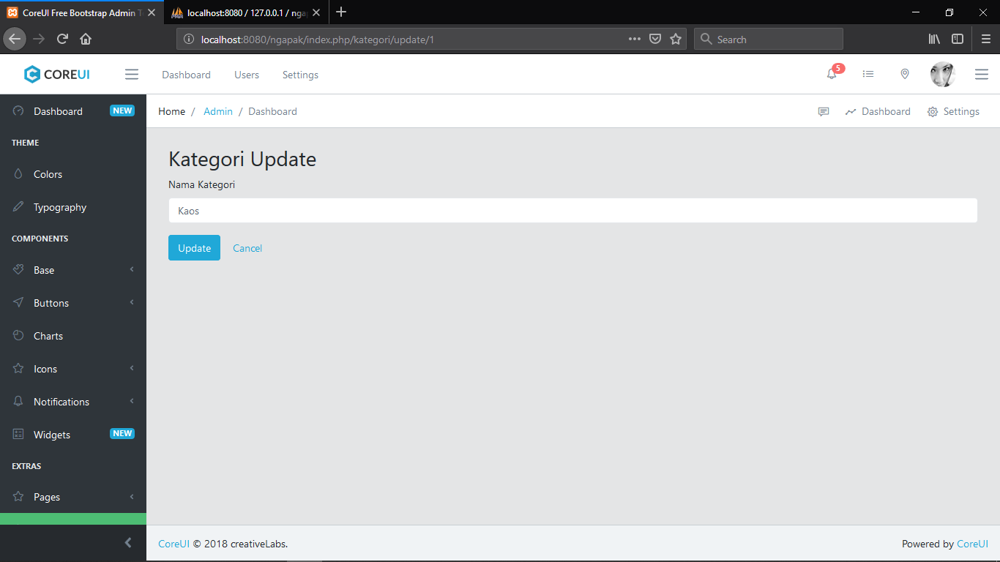 CoreUI Free Bootstrap Admin T
localhost:8080 / 127.0.0.1 / nga
localhost:8080/ngapak/index.php/kategori/update/1
Search
COREUI
Dashboard Users Settings
5
Dashboard NEW
Home / Admin / Dashboard
Dashboard Settings
THEME
Colors
Typography
COMPONENTS
Base
Buttons
Charts
Icons
Notifications
Widgets NEW
EXTRAS
Pages
Kategori Update
Nama Kategori
Kaos
Update Cancel
CoreUI © 2018 creativeLabs.
Powered by CoreUI